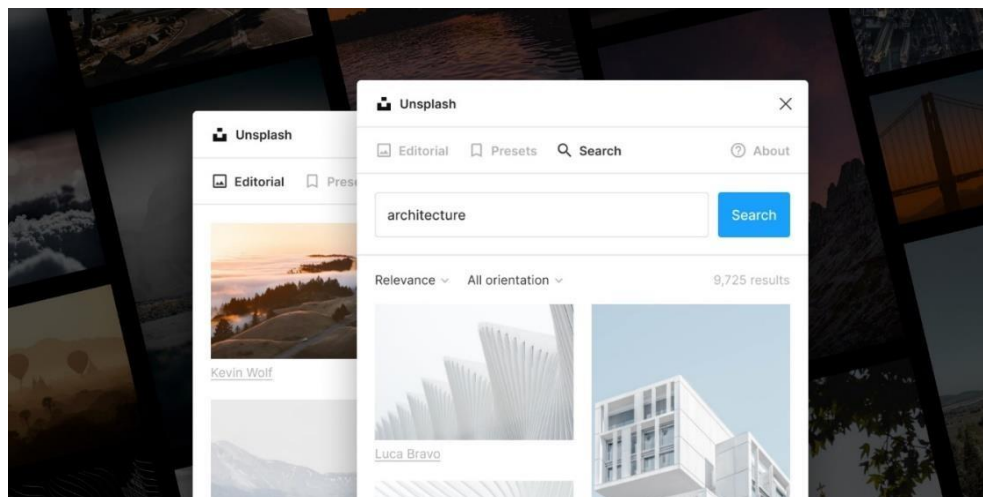 Unsplash
Editorial Presets Search About
architecture Search
Relevance All orientation 9,725 results
Luca Bravo
Unsplash
Editorial Prese
Kevin Wolf